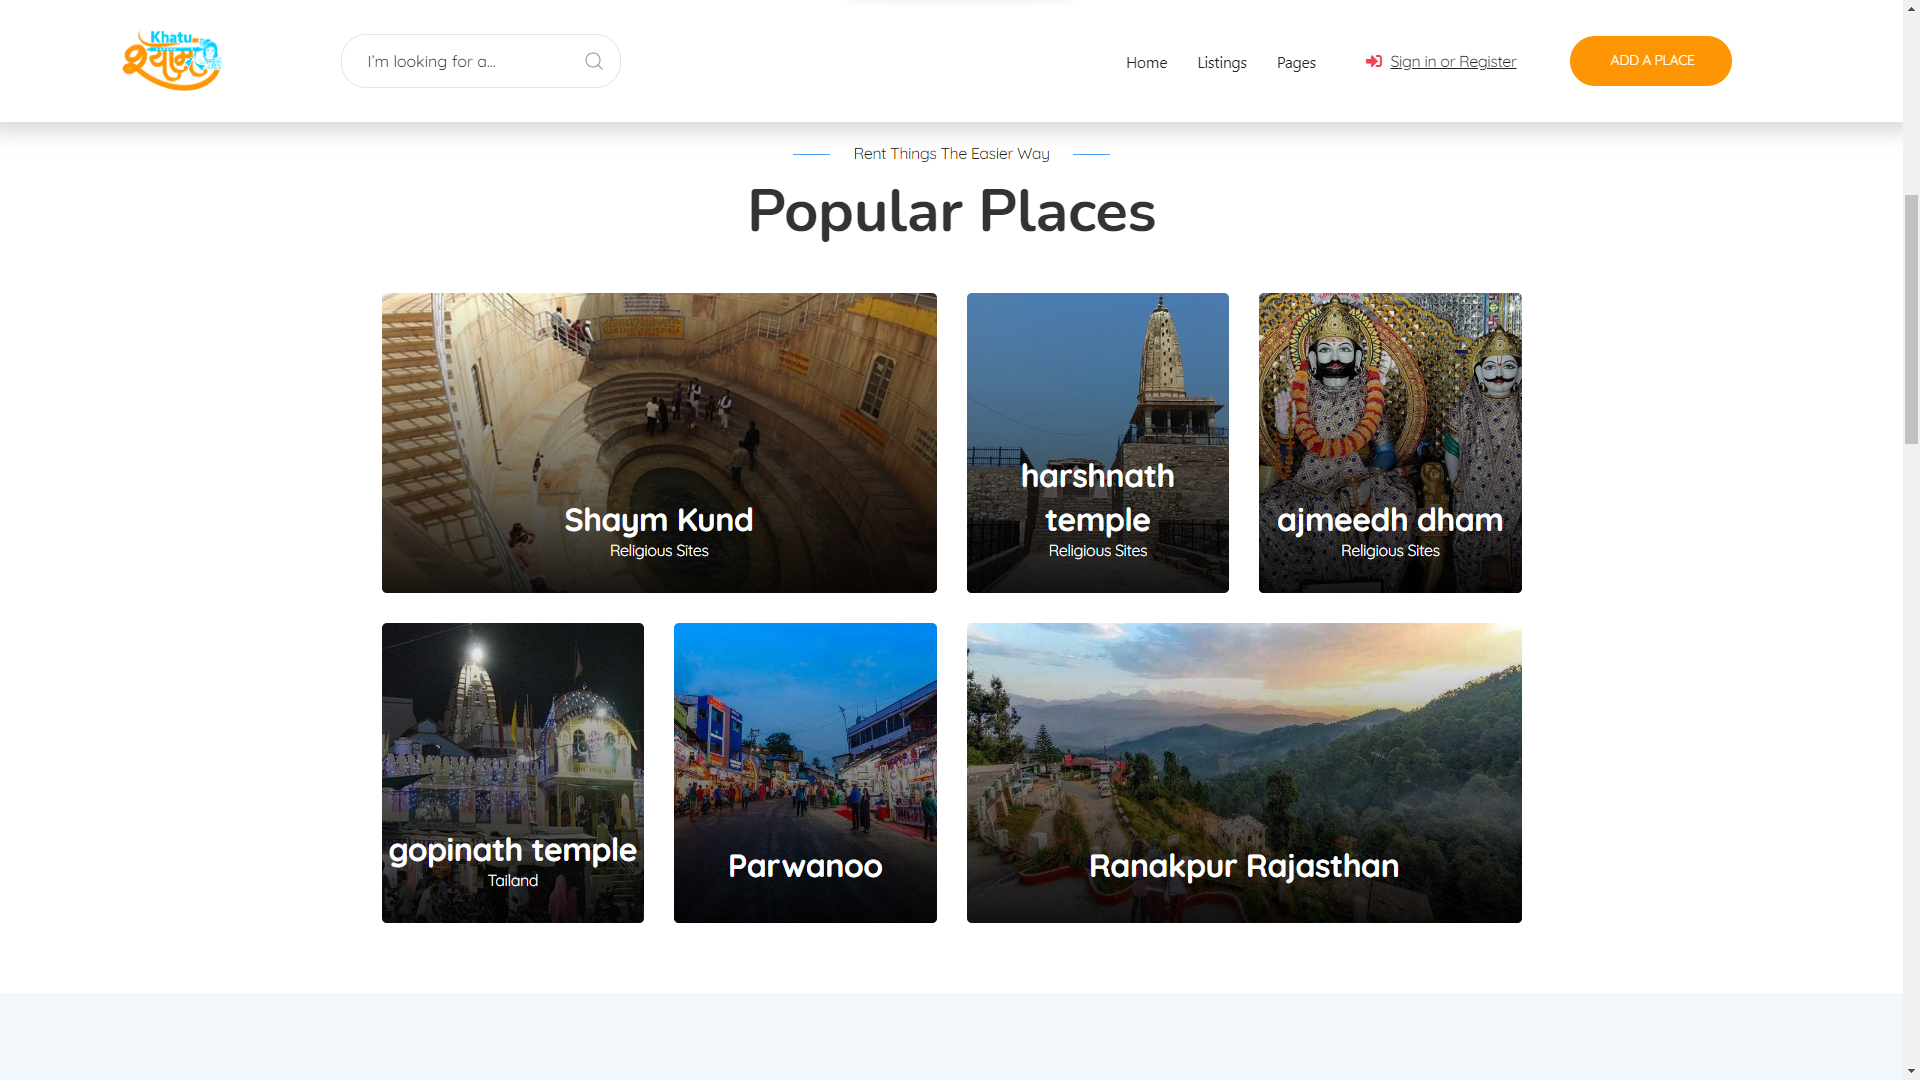 Khatu
श्याम
I'm looking for a...
Home
Listings
Pages
Sign in or Register
ADD A PLACE
Rent Things The Easier Way
Popular Places
Shaym Kund
Religious Sites
harshnath
temple
Religious Sites
ajmeedh dham
Religious Sites
gopinath temple
Tailand
Parwanoo
Ranakpur Rajasthan